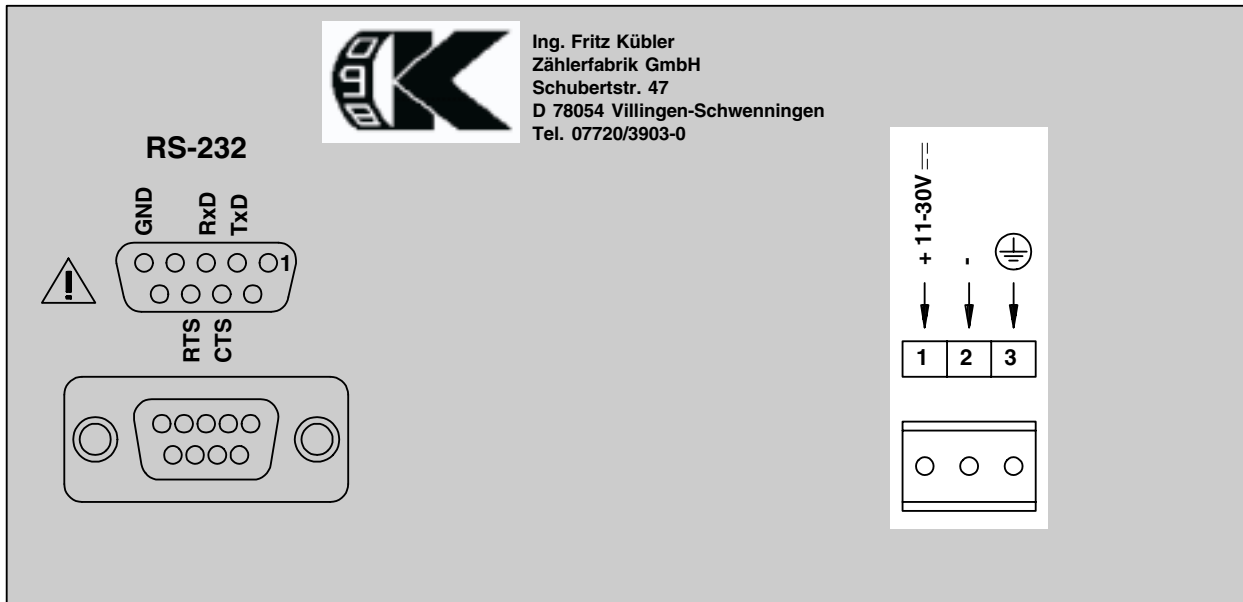 Ing. Fritz Kübler
Zählerfabrik GmbH
Schubertstr. 47
D 78054 Villingen-Schwenningen
Tel. 07720/3903-0
RS-232
GND
RxD
TxD
1
RTS
CTS
+ 11-30V
-
1 2 3